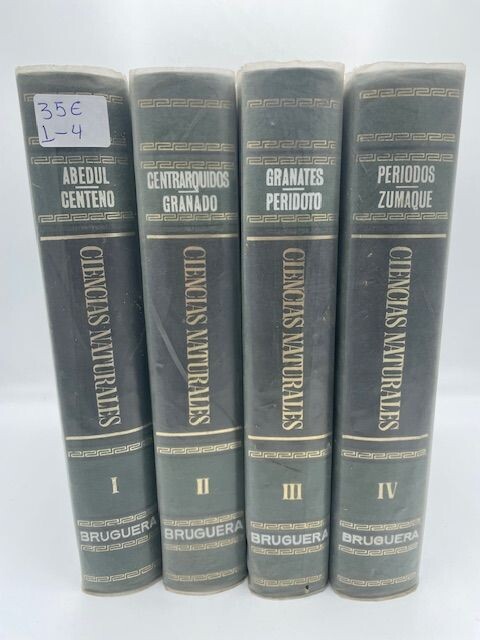 35€
1-4
ABEDUL
CENTENO
CIENCIAS NATURALES
I
BRUGUERA
CENTRARQUIDOS
GRANADO
CIENCIAS NATURALES
II
BRUGUERA
GRANATES
PERIDOTO
CIENCIAS NATURALES
III
BRUGUERA
PERIODOS
ZUMAQUE
CIENCIAS NATURALES
IV
BRUGUERA